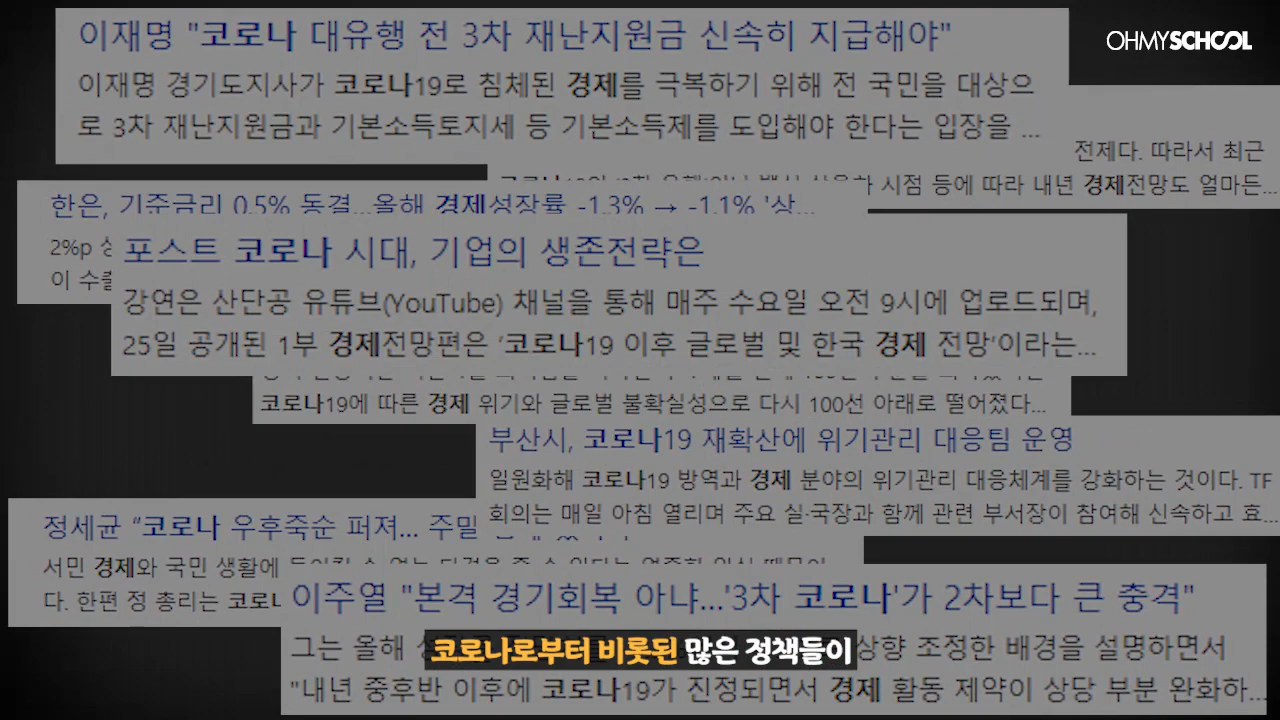 이재명 "코로나 대유행 전 3차 재난지원금 신속히 지급해야"
OHMYSCHOOL
이재명 경기도지사가 코로나19로 침체된 경제를 극복하기 위해 전 국민을 대상으
로 3차 재난지원금과 기본소득토지세 등 기본소득제를 도입해야 한다는 입장을 ...
전제다. 따라서 최근
시점 등에 따라 내년 경제전망도 얼마든...
한은, 기준금리 0.5% 동결...올해 경제성장률 -1.3% → -1.1% '상...
2%p
이 수출
포스트 코로나 시대, 기업의 생존전략은
강연은 산단공 유튜브(YouTube) 채널을 통해 매주 수요일 오전 9시에 업로드되며,
25일 공개된 1부 경제전망편은 ‘코로나19 이후 글로벌 및 한국 경제 전망’이라는...
코로나19에 따른 경제 위기와 글로벌 불확실성으로 다시 100선 아래로 떨어졌다...
부산시, 코로나19 재확산에 위기관리 대응팀 운영
일원화해 코로나19 방역과 경제 분야의 위기관리 대응체계를 강화하는 것이다. TF
회의는 매일 아침 열리며 주요 실·국장과 함께 관련 부서장이 참여해 신속하고 효...
정세균 “코로나 우후죽순 퍼져... 주말
서민 경제와 국민 생활에
다. 한편 정 총리는 코로나
이주열 "본격 경기회복 아냐...'3차 코로나'가 2차보다 큰 충격"
그는 올해 상향 조정한 배경을 설명하면서
코로나로부터 비롯된 많은 정책들이
"내년 중후반 이후에 코로나19가 진정되면서 경제 활동 제약이 상당 부분 완화하...